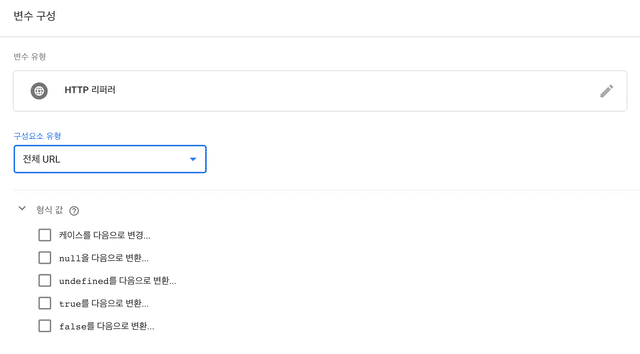 변수 구성
변수 유형
HTTP 리퍼러
구성요소 유형
전체 URL
형식 값
케이스를 다음으로 변경...
null을 다음으로 변환...
undefined를 다음으로 변환...
true를 다음으로 변환...
false를 다음으로 변환...